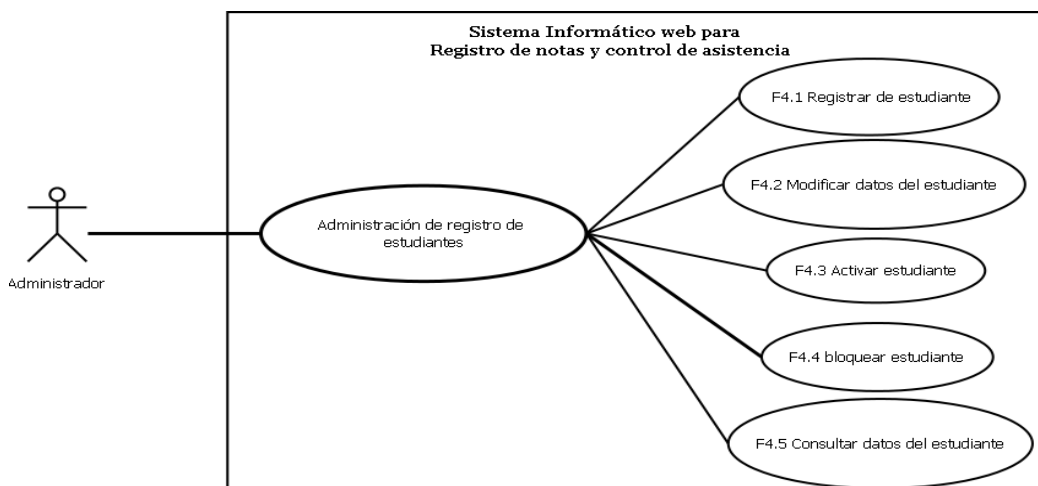 Sistema Informático web para
Registro de notas y control de asistencia
F4.1 Registrar de estudiante
F4.2 Modificar datos del estudiante
Administración de registro de
estudiantes
F4.3 Activar estudiante
Administrador
F4.4 bloquear estudiante
F4.5 Consultar datos del estudiante